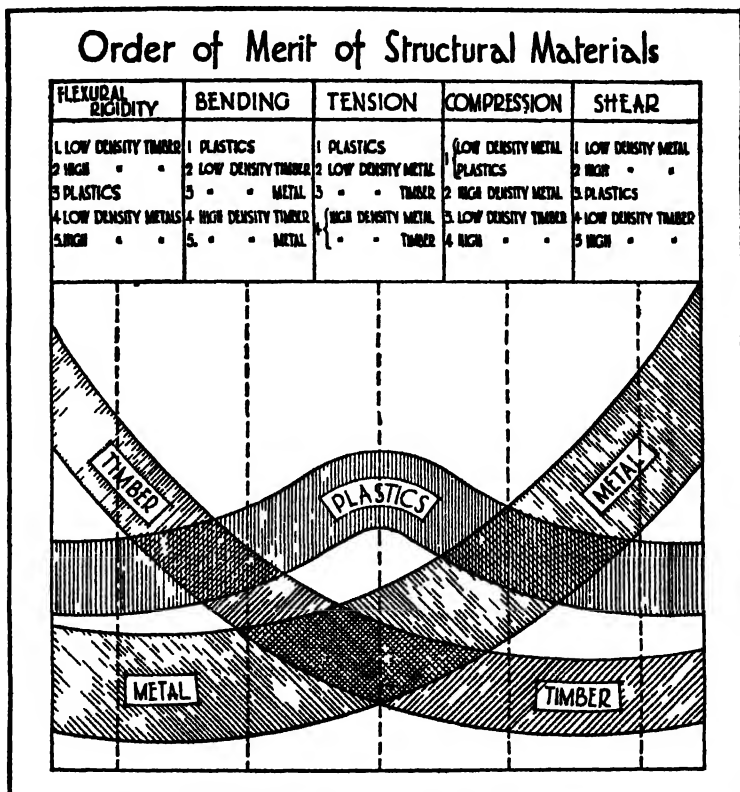 Order of Merit of Structural Materials
FLEXURAL RIGIDITY
1. LOW DENSITY TIMBER
2 HIGH " "
3 PLASTICS
4 LOW DENSITY METALS
5. HIGH " "
BENDING
1 PLASTICS
2 LOW DENSITY TIMBER
3 " " METAL
4 HIGH DENSITY TIMBER
5. " " METAL
TENSION
1 PLASTICS
2 LOW DENSITY METAL
3 " " TIMBER
4 { HIGH DENSITY METAL
" " TIMBER
COMPRESSION
1 { LOW DENSITY METAL
PLASTICS
2 HIGH DENSITY METAL
3. LOW DENSITY TIMBER
4 HIGH " "
SHEAR
1 LOW DENSITY METAL
2 HIGH " "
3. PLASTICS
4 LOW DENSITY TIMBER
5 HIGH " "
TIMBER
PLASTICS
METAL
METAL
TIMBER